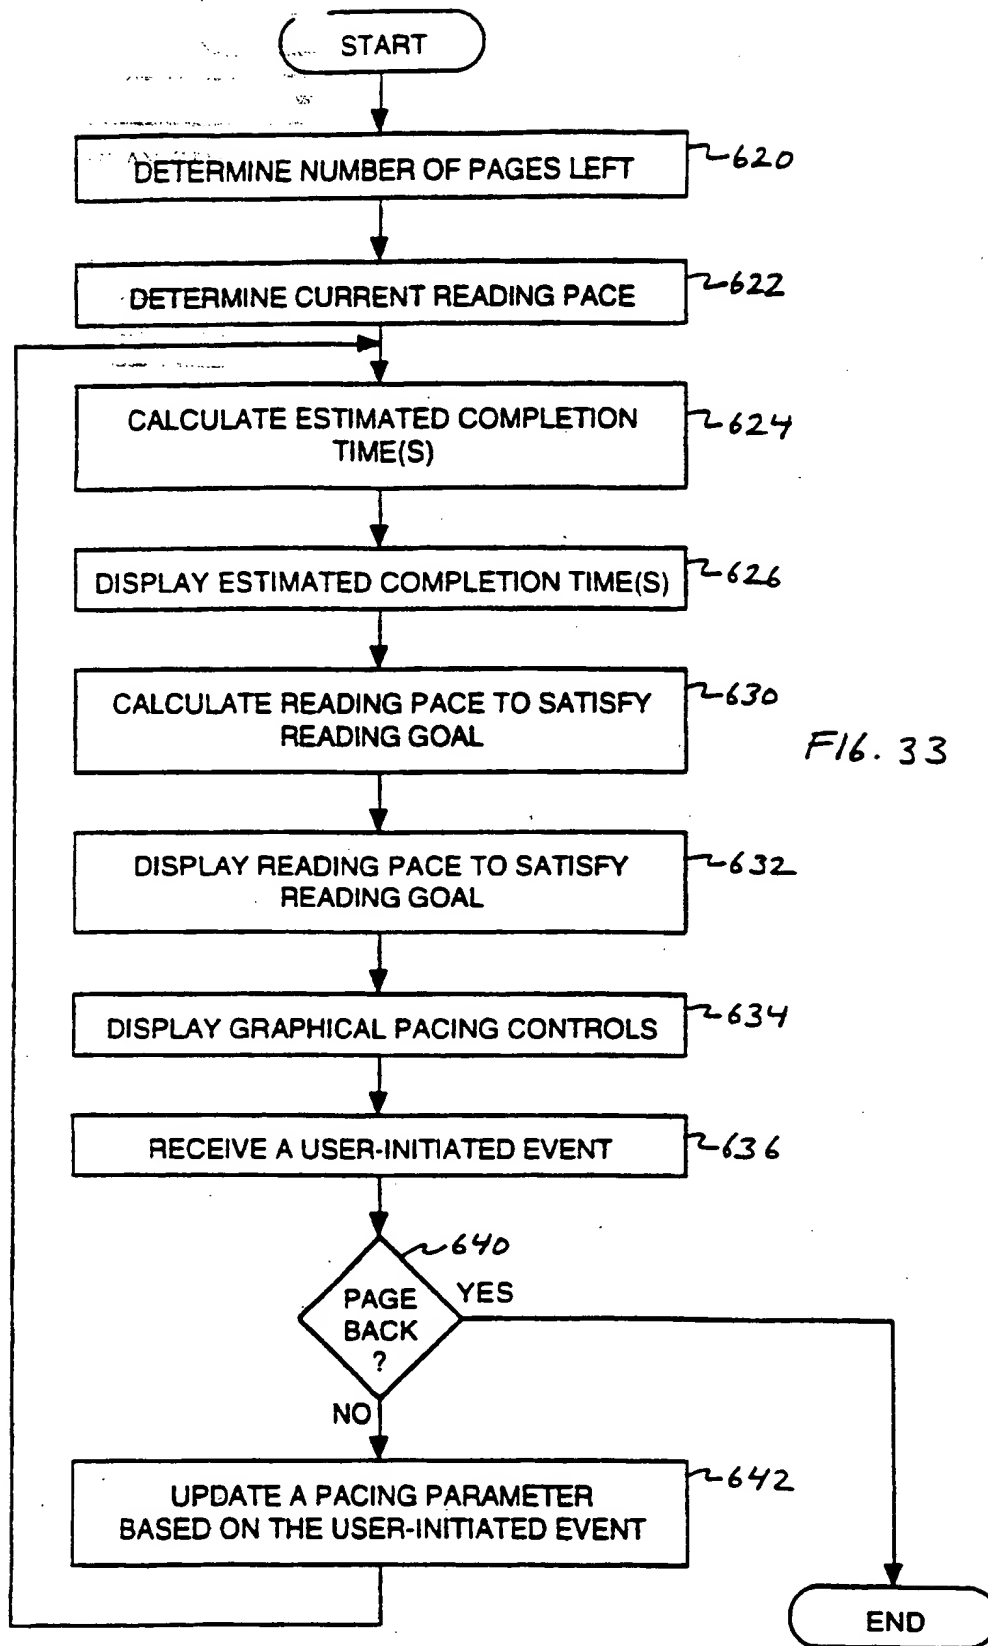 START
DETERMINE NUMBER OF PAGES LEFT
620
DETERMINE CURRENT READING PACE
622
CALCULATE ESTIMATED COMPLETION
TIME(S)
624
DISPLAY ESTIMATED COMPLETION TIME(S)
626
CALCULATE READING PACE TO SATISFY
READING GOAL
630
FIG. 33
DISPLAY READING PACE TO SATISFY
READING GOAL
632
DISPLAY GRAPHICAL PACING CONTROLS
634
RECEIVE A USER-INITIATED EVENT
636
640
PAGE
BACK
?
YES
NO
UPDATE A PACING PARAMETER
BASED ON THE USER-INITIATED EVENT
642
END